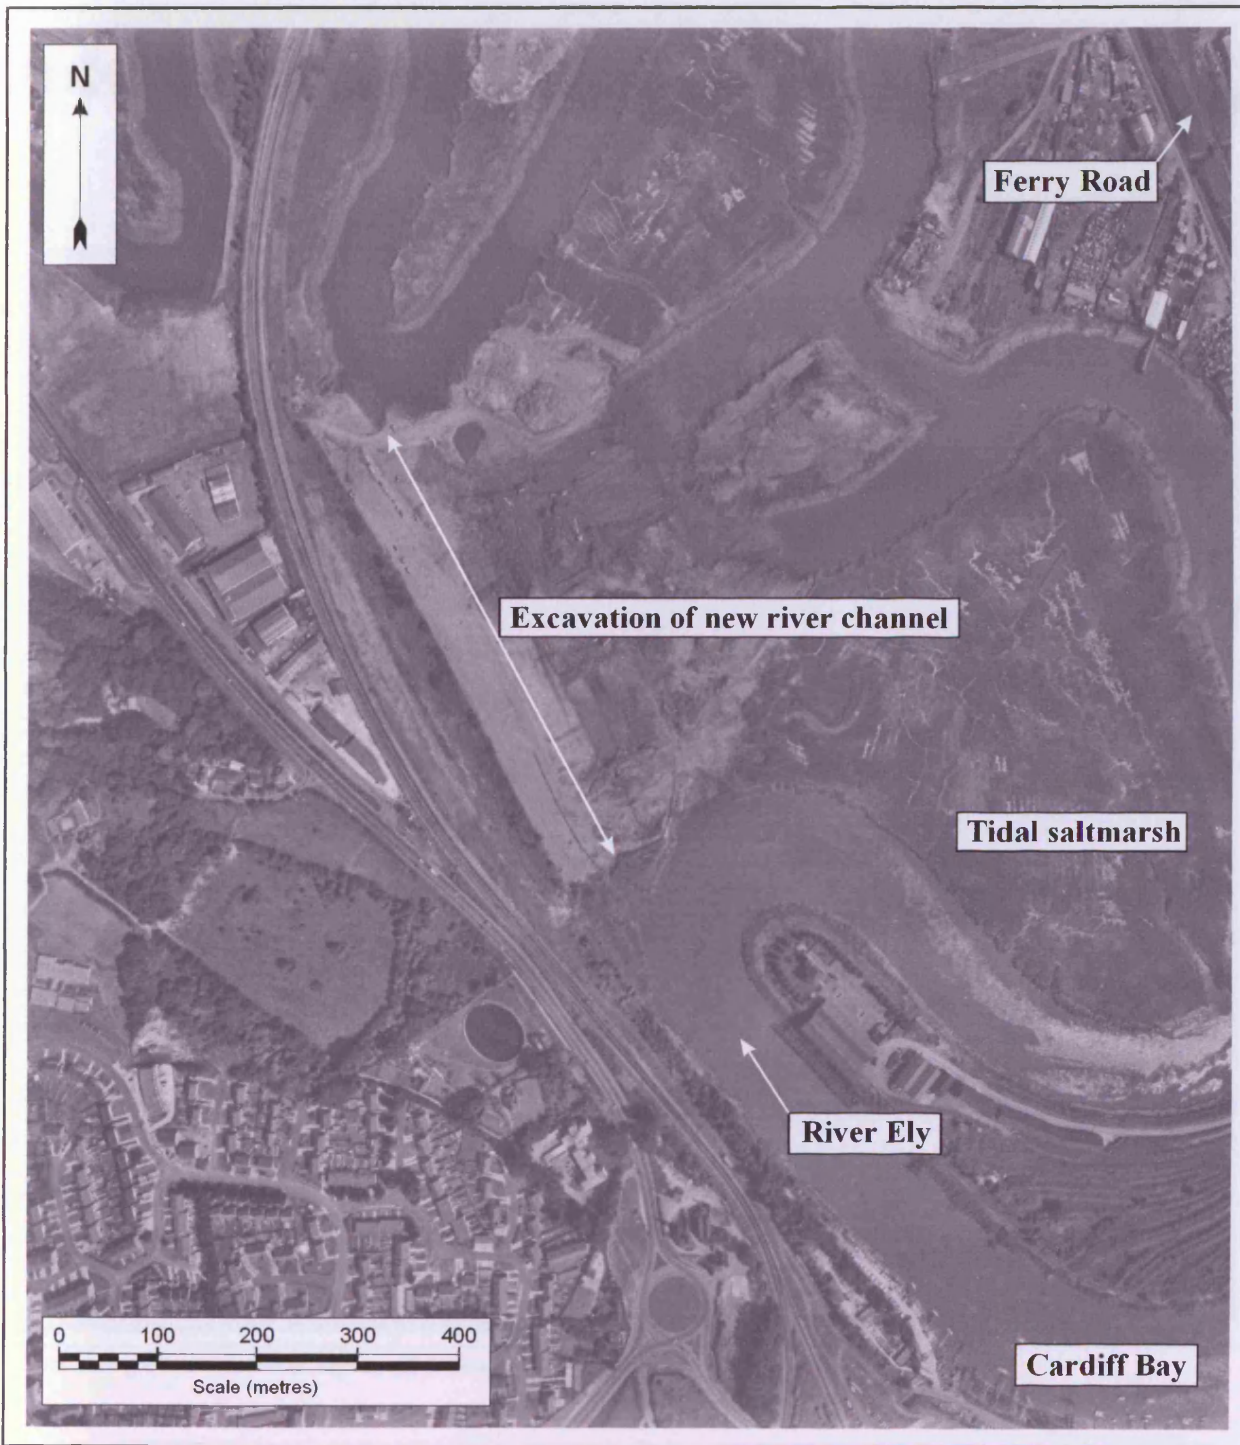 N
Ferry Road
Excavation of new river channel
Tidal saltmarsh
River Ely
0 100 200 300 400
Scale (metres)
Cardiff Bay